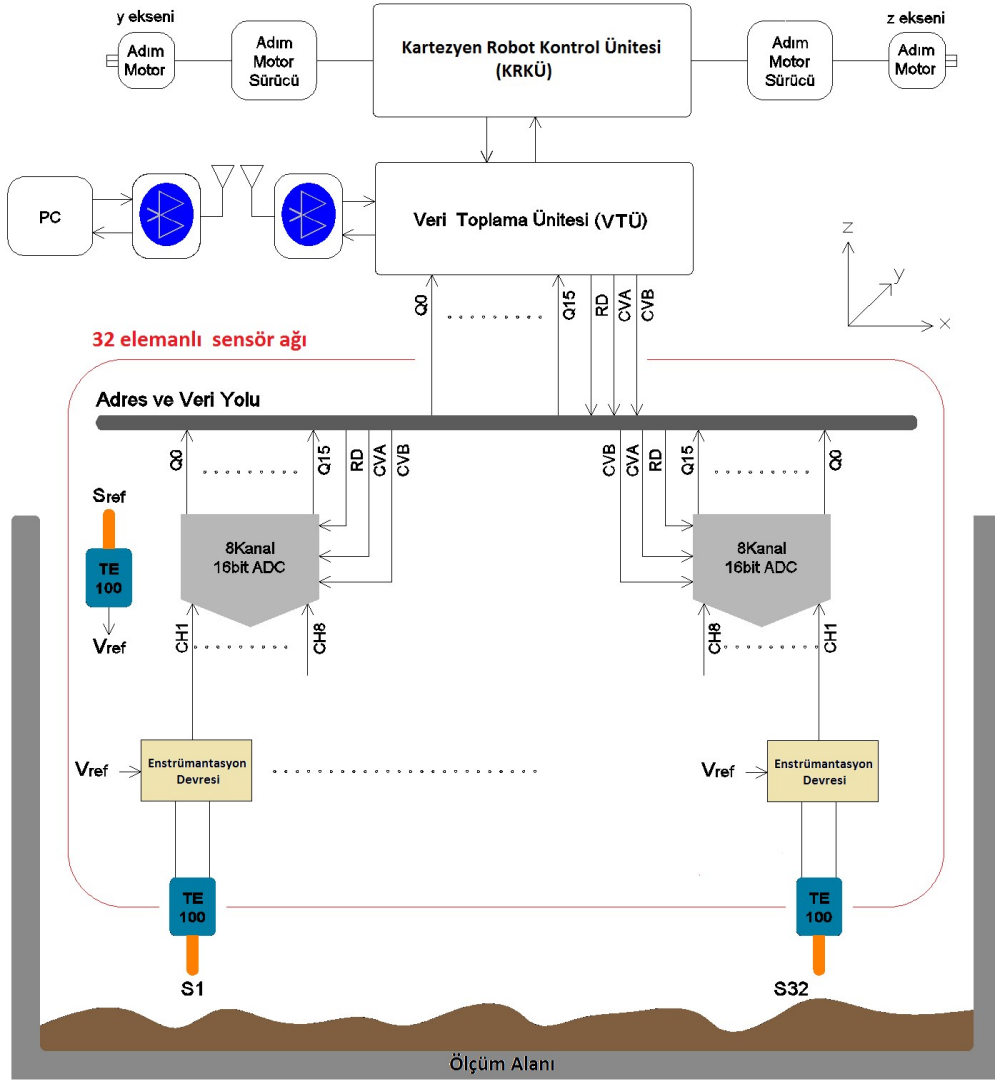 y ekseni
Adım
Motor
Adım
Motor
Sürücü
Kartezyen Robot Kontrol Ünitesi
(KRKÜ)
Adım
Motor
Sürücü
z ekseni
Adım
Motor
PC
Veri Toplama Ünitesi (VTÜ)
z
y
x
Q0
Q15
RD
CVA
CVB
32 elemanlı sensör ağı
Adres ve Veri Yolu
Q0
Q15
RD
CVA
CVB
CVB
CVA
RD
Q15
Q0
Sref
TE
100
Vref
8Kanal
16bit ADC
8Kanal
16bit ADC
CH1
CH8
CH8
CH1
Vref
Enstrümantasyon
Devresi
Vref
Enstrümantasyon
Devresi
TE
100
S1
TE
100
S32
Ölçüm Alanı